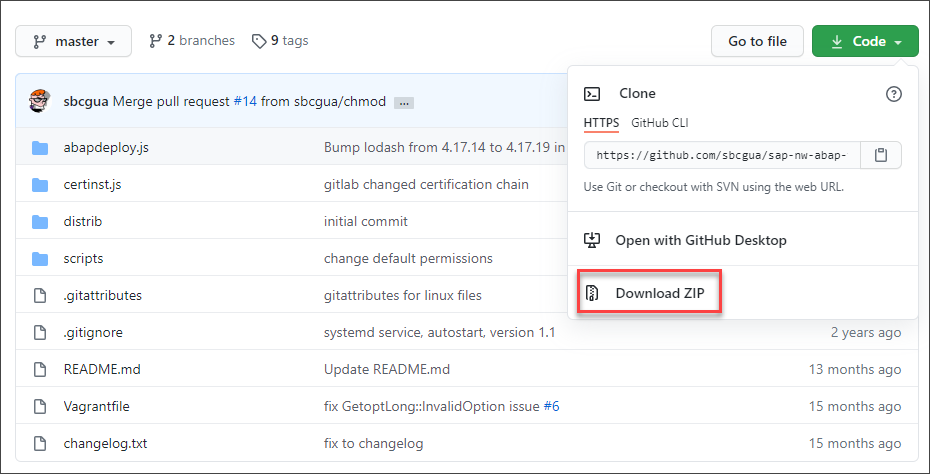 master
2 branches
9 tags
Go to file
Code
sbcgua Merge pull request #14 from sbcgua/chmod ...
Clone
HTTPS GitHub CLI
https://github.com/sbcgua/sap-nw-abap-
Use Git or checkout with SVN using the web URL.
Open with GitHub Desktop
Download ZIP
abapdeploy.js Bump lodash from 4.17.14 to 4.17.19 in
certinst.js gitlab changed certification chain
distrib initial commit
scripts change default permissions
.gitattributes gitattributes for linux files
.gitignore systemd service, autostart, version 1.1 2 years ago
README.md Update README.md 13 months ago
Vagrantfile fix GetoptLong::InvalidOption issue #6 15 months ago
changelog.txt fix to changelog 15 months ago